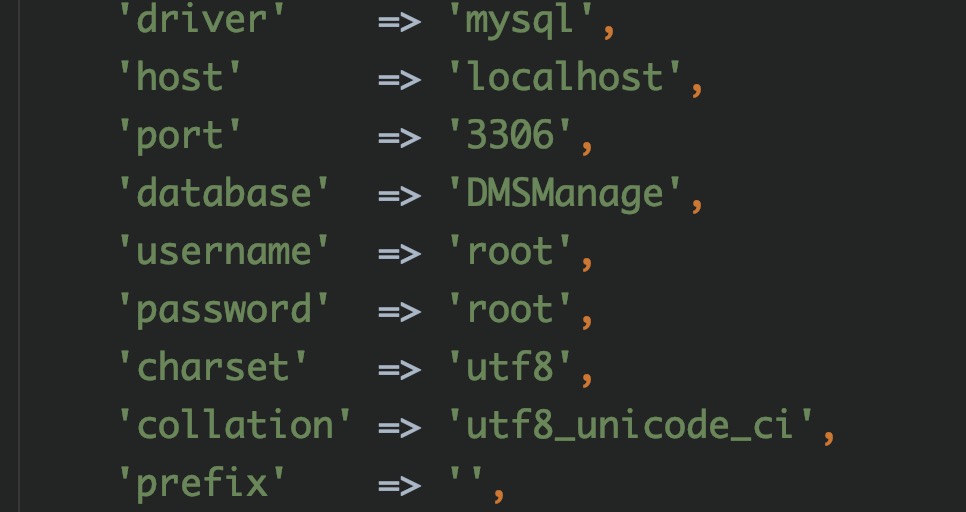 'driver'    => 'mysql',
'host'      => 'localhost',
'port'      => '3306',
'database'  => 'DMSManage',
'username'  => 'root',
'password'  => 'root',
'charset'   => 'utf8',
'collation' => 'utf8_unicode_ci',
'prefix'    => '',